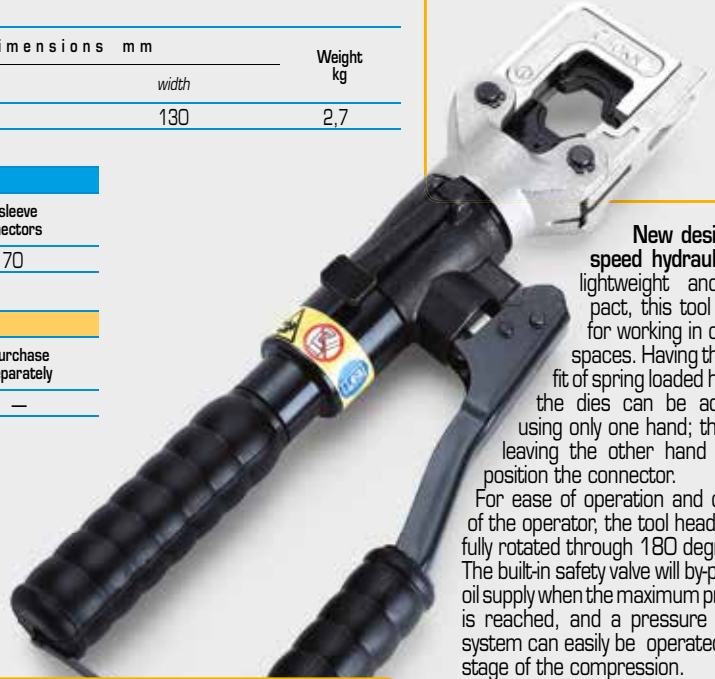 imensions mm
Weight
kg
width
130 2,7
sleeve
ectors
70
urchase
parately
—
New desi
speed hydraul
lightweight and
pact, this tool
for working in c
spaces. Having th
fit of spring loaded h
the dies can be ac
using only one hand; th
leaving the other hand
position the connector.
For ease of operation and c
of the operator, the tool head
fully rotated through 180 degr
The built-in safety valve will by-p
oil supply when the maximum pr
is reached, and a pressure
system can easily be operated
stage of the compression.